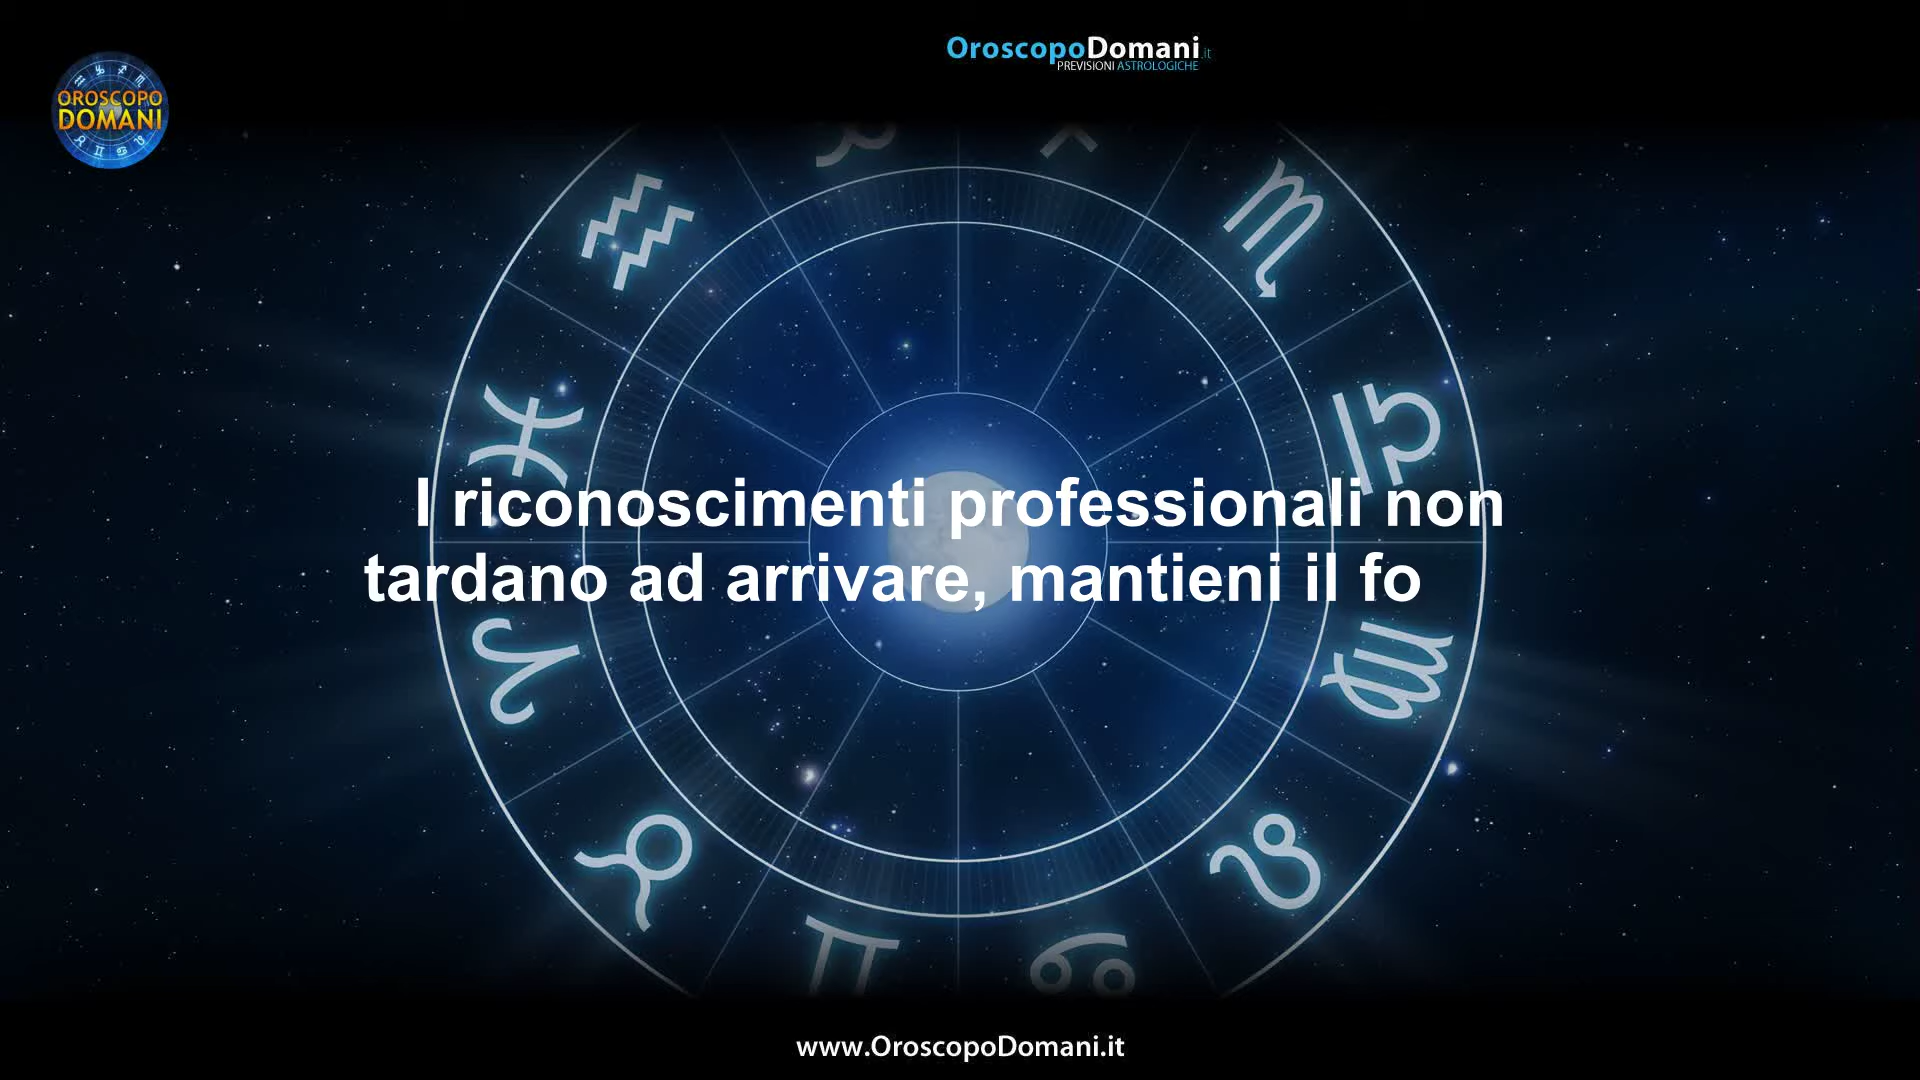 OroscopoDomani.it
PREVISIONI ASTROLOGICHE
OROSCOPO
DOMANI
I riconoscimenti professionali non
tardano ad arrivare, mantieni il fo
www.OroscopoDomani.it